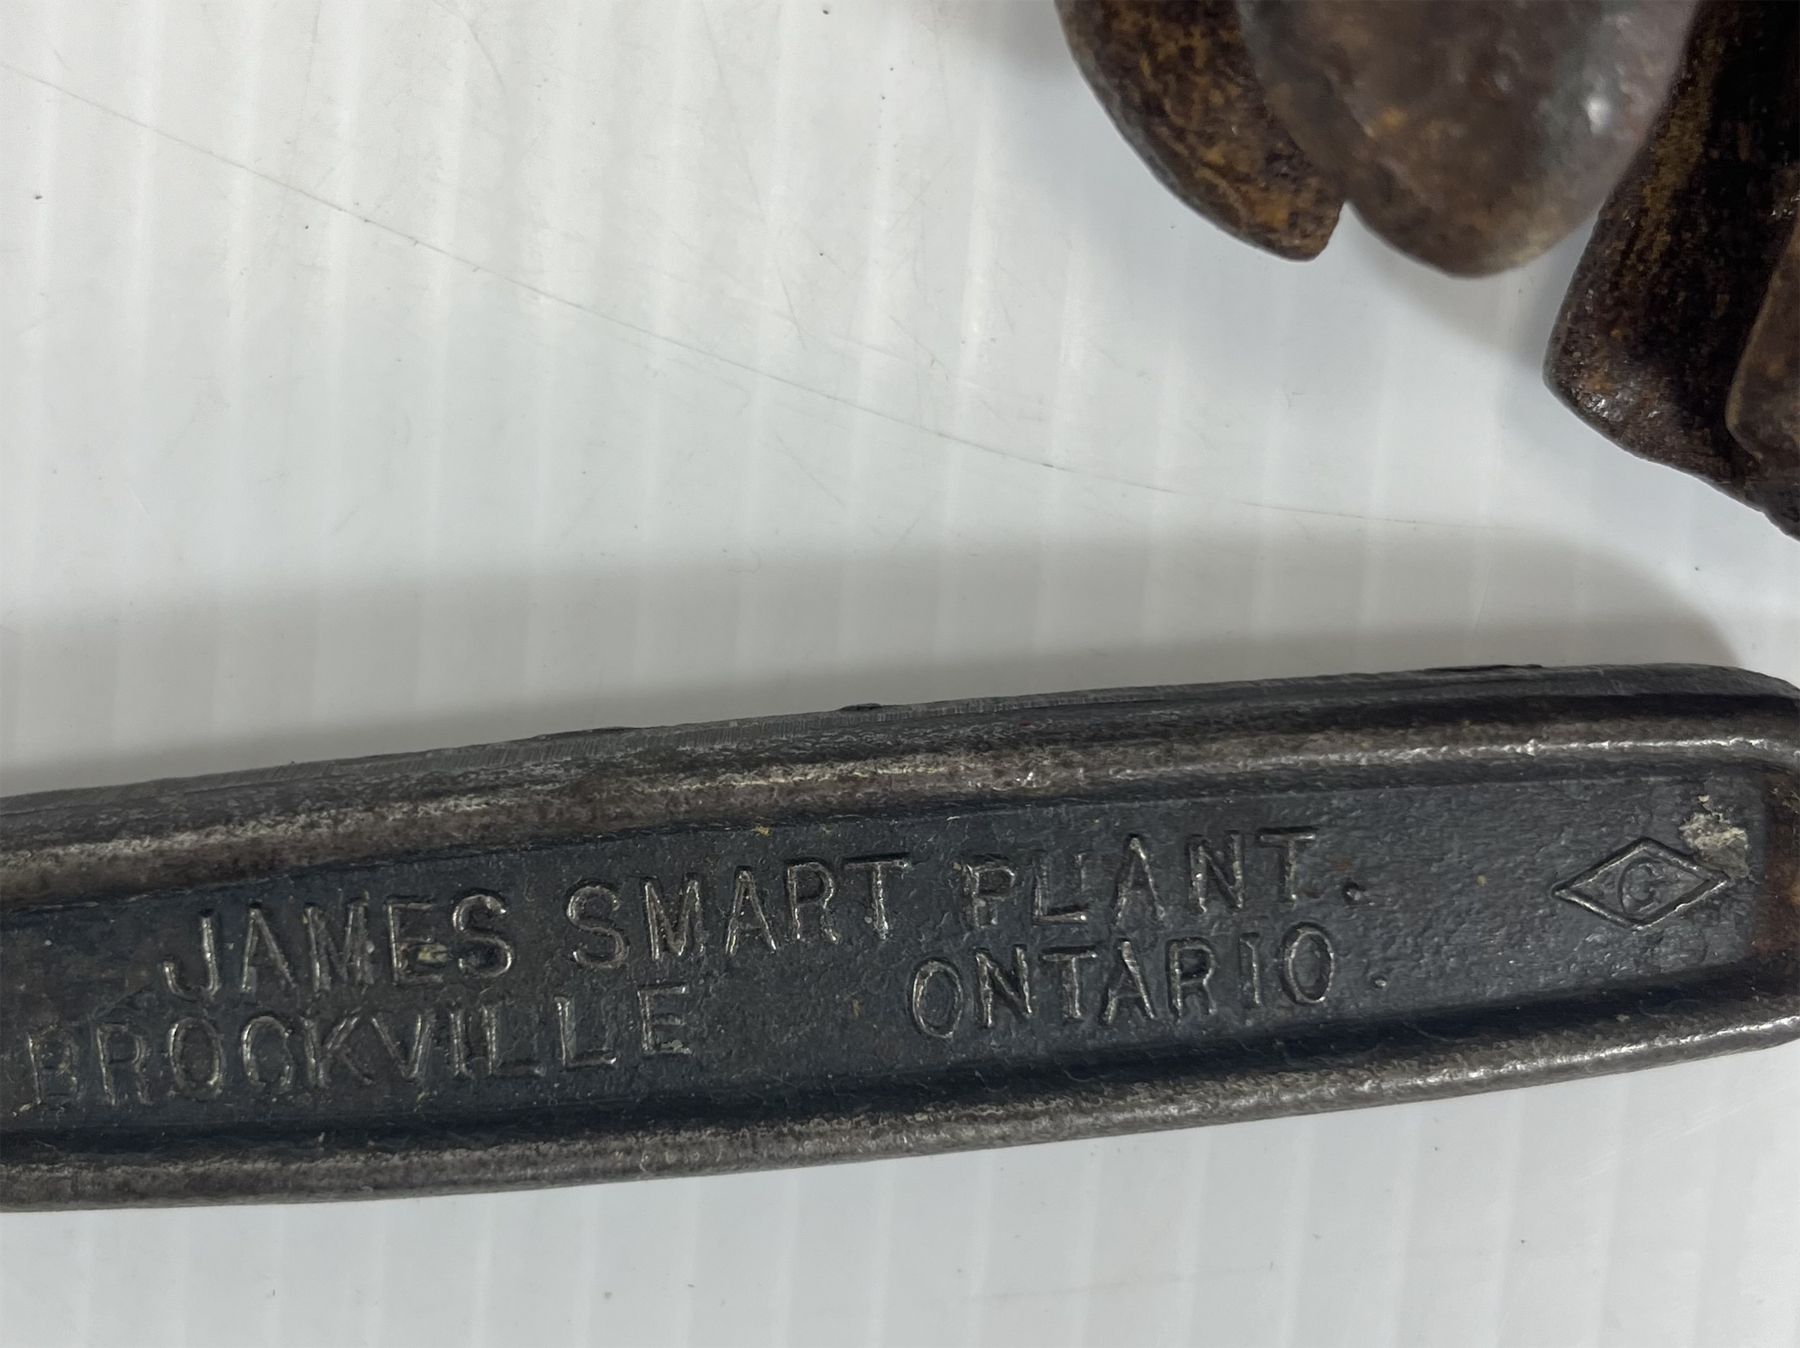 JAMES SMART PLANT.
BROCKVILLE ONTARIO.
G